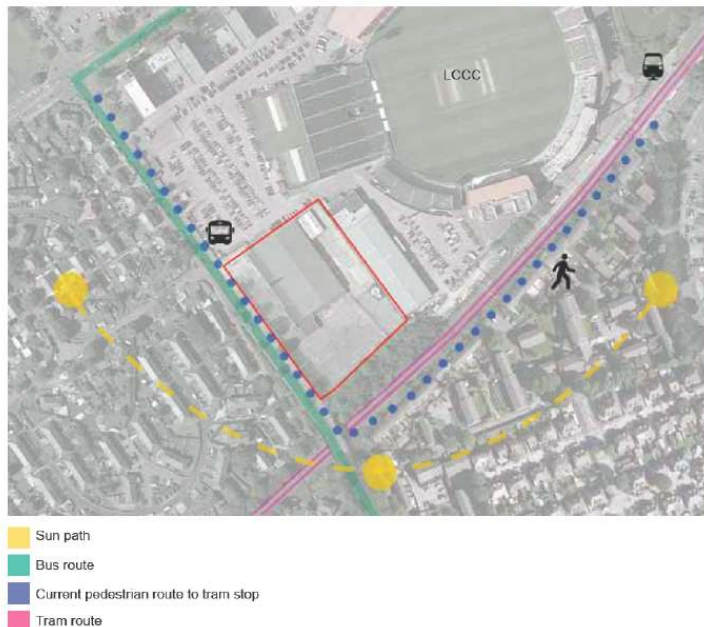 LCCC
Sun path
Bus route
Current pedestrian route to tram stop
Tram route